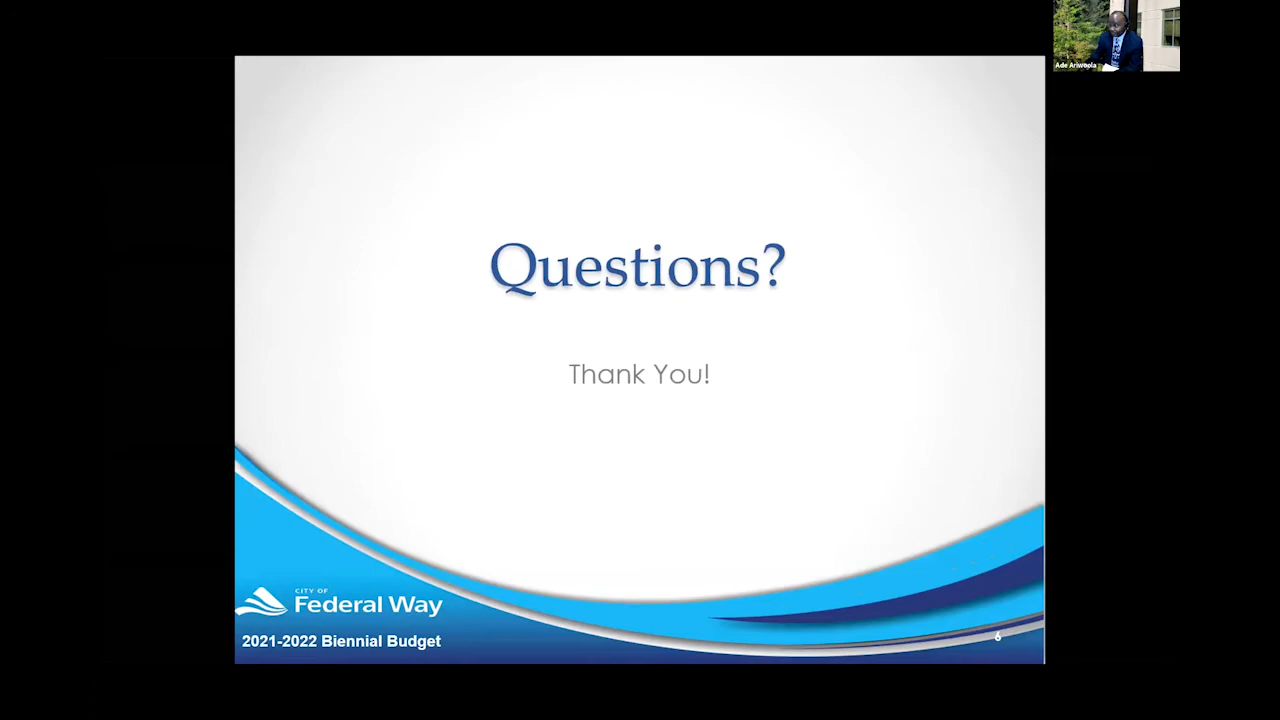 Ade Ariwoola
Questions?
Thank You!
CITY OF
Federal Way
2021-2022 Biennial Budget
6